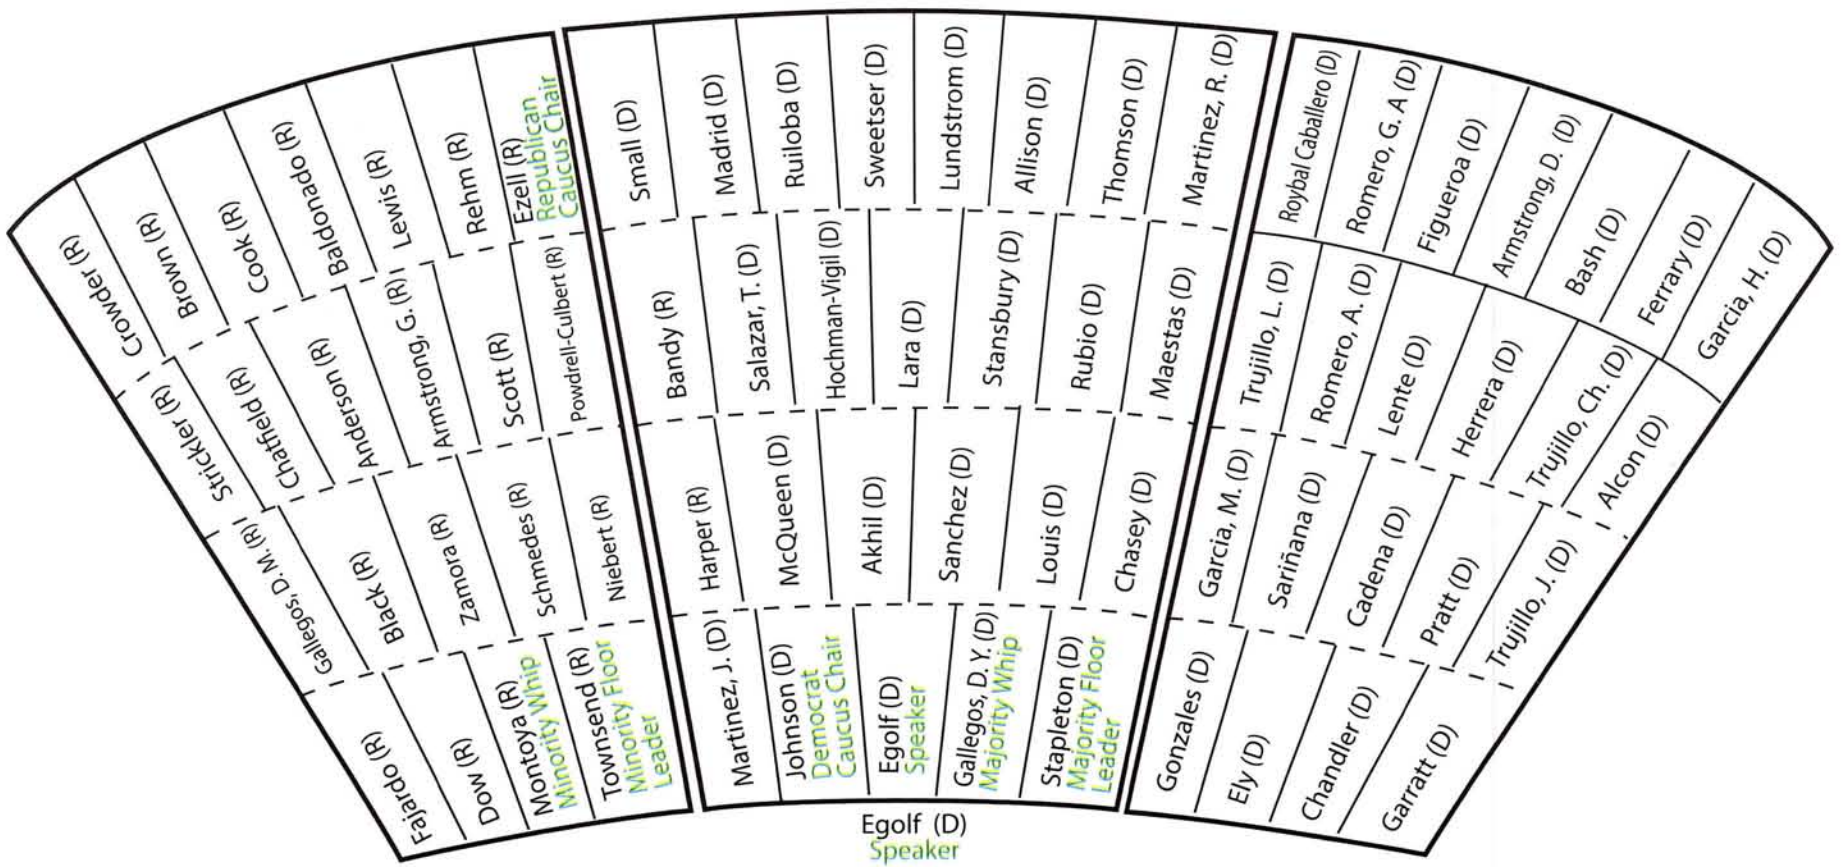 Crowder (R)
Brown (R)
Cook (R)
Baldonado (R)
Lewis (R)
Rehm (R)
Ezell (R)
Republican
Caucus Chair
Strickler (R)
Chatfield (R)
Anderson (R)
Armstrong, G. (R)
Scott (R)
Powdrell-Culbert (R)
Gallegos, D.M. (R)
Black (R)
Zamora (R)
Schmedes (R)
Niebert (R)
Fajardo (R)
Dow (R)
Montoya (R)
Minority Whip
Townsend (R)
Minority Floor
Leader
Small (D)
Madrid (D)
Ruiloba (D)
Sweetser (D)
Lundstrom (D)
Allison (D)
Thomson (D)
Martinez, R. (D)
Bandy (R)
Salazar, T. (D)
Hochman-Vigil (D)
Lara (D)
Stansbury (D)
Rubio (D)
Maestas (D)
Harper (R)
McQueen (D)
Akhil (D)
Sanchez (D)
Louis (D)
Chasey (D)
Martinez, J. (D)
Johnson (D)
Democrat
Caucus Chair
Egolf (D)
Speaker
Gallegos, D. Y. (D)
Majority Whip
Stapleton (D)
Majority Floor
Leader
Roybal Caballero (D)
Romero, G. A (D)
Figueroa (D)
Armstrong, D. (D)
Bash (D)
Ferrary (D)
Garcia, H. (D)
Trujillo, L. (D)
Romero, A. (D)
Lente (D)
Herrera (D)
Trujillo, Ch. (D)
Alcon (D)
Garcia, M. (D)
Sariñana (D)
Cadena (D)
Pratt (D)
Trujillo, J. (D)
Gonzales (D)
Ely (D)
Chandler (D)
Garratt (D)
Egolf (D)
Speaker